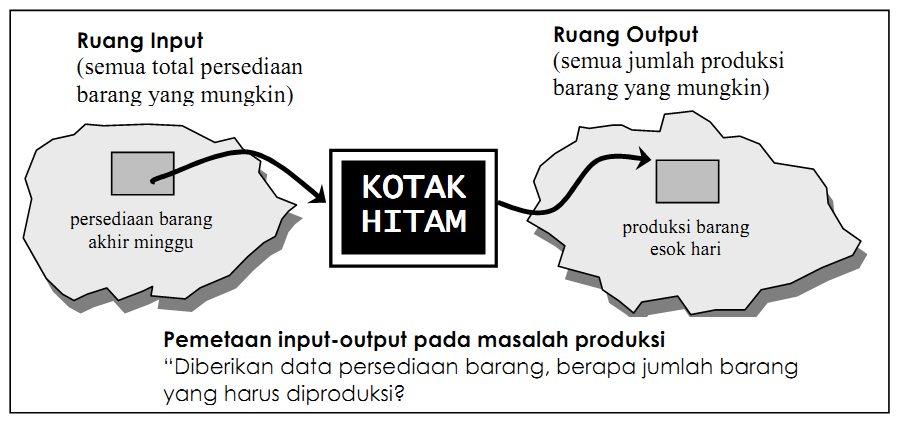 Ruang Input
(semua total persediaan
barang yang mungkin)
Ruang Output
(semua jumlah produksi
barang yang mungkin)
persediaan barang
akhir minggu
KOTAK
HITAM
produksi barang
esok hari
Pemetaan input-output pada masalah produksi
“Diberikan data persediaan barang, berapa jumlah barang
yang harus diproduksi?